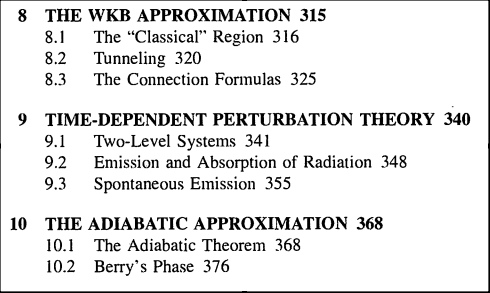 8 THE WKB APPROXIMATION 315
8.1 The “Classical” Region 316
8.2 Tunneling 320
8.3 The Connection Formulas 325
9 TIME-DEPENDENT PERTURBATION THEORY 340
9.1 Two-Level Systems 341
9.2 Emission and Absorption of Radiation 348
9.3 Spontaneous Emission 355
10 THE ADIABATIC APPROXIMATION 368
10.1 The Adiabatic Theorem 368
10.2 Berry’s Phase 376